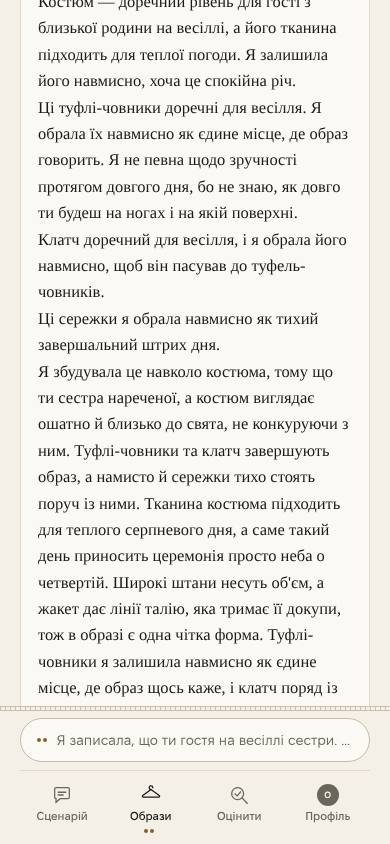 Костюм — доречний рівень для гості з
близької родини на весіллі, а його тканина
підходить для теплої погоди. Я залишила
його навмисно, хоча це спокійна річ.
Ці туфлі-човники доречні для весілля. Я
обрала їх навмисно як єдине місце, де образ
говорить. Я не певна щодо зручності
протягом довгого дня, бо не знаю, як довго
ти будеш на ногах і на якій поверхні.
Клатч доречний для весілля, і я обрала його
навмисно, щоб він пасував до туфель-
човників.
Ці сережки я обрала навмисно як тихий
завершальний штрих дня.
Я збудувала це навколо костюма, тому що
ти сестра нареченої, а костюм виглядає
ошатно й близько до свята, не конкуруючи з
ним. Туфлі-човники та клатч завершують
образ, а намисто й сережки тихо стоять
поруч із ними. Тканина костюма підходить
для теплого серпневого дня, а саме такий
день приносить церемонія просто неба о
четвертій. Широкі штани несуть об'єм, а
жакет дає лінії талію, яка тримає її докупи,
тож в образі є одна чітка форма. Туфлі-
човники я залишила навмисно як єдине
місце, де образ щось каже, і клатч поряд із
Я записала, що ти гостя на весіллі сестри. ...
Сценарій
Образи
Оцінити
О
Профіль